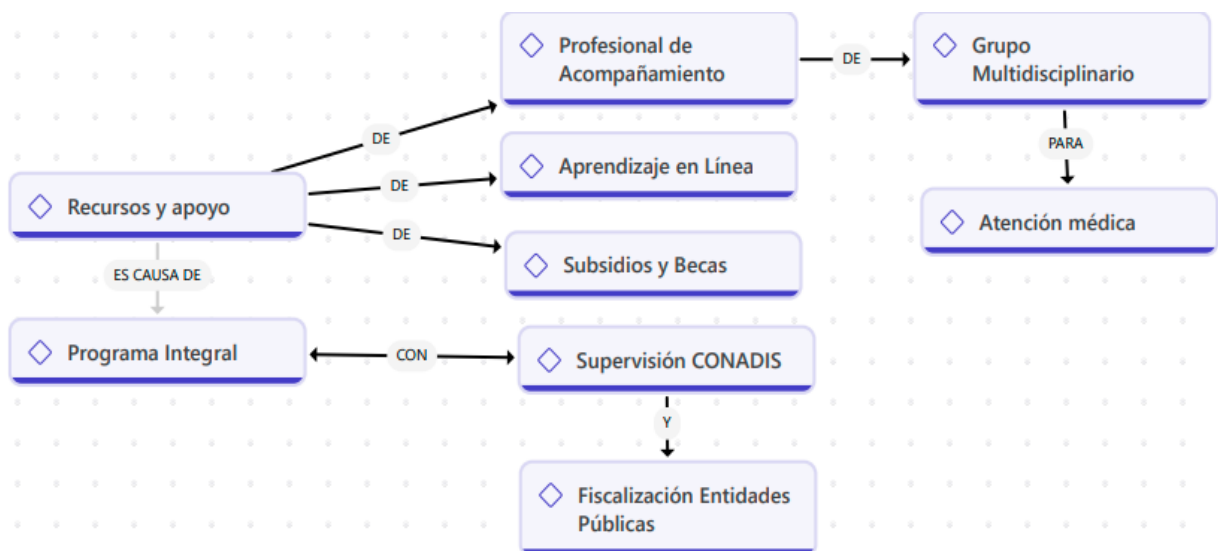 Profesional de
Acompañamiento
DE
Grupo
Multidisciplinario
DE
PARA
Aprendizaje en Línea
DE
Recursos y apoyo
Atención médica
DE
Subsidios y Becas
ES CAUSA DE
Programa Integral
CON
Supervisión CONADIS
Y
Fiscalización Entidades
Públicas